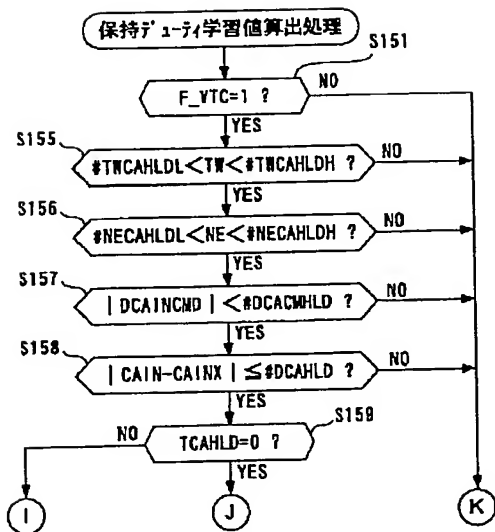 保持ﾃﾞｭｰﾃｨ学習値算出処理
S151
F_VTC=1 ?
NO
YES
S155
#TWCAHLDL<TW<#TWCAHLDH ?
NO
YES
S156
#NECAHLDL<NE<#NECAHLDH ?
NO
YES
S157
|DCAINCMD|<#DCACMHLD ?
NO
YES
S158
|CAIN-CAINX|≦#DCAHLD ?
NO
YES
S159
NO
TCAHLD=0 ?
YES
I
J
K